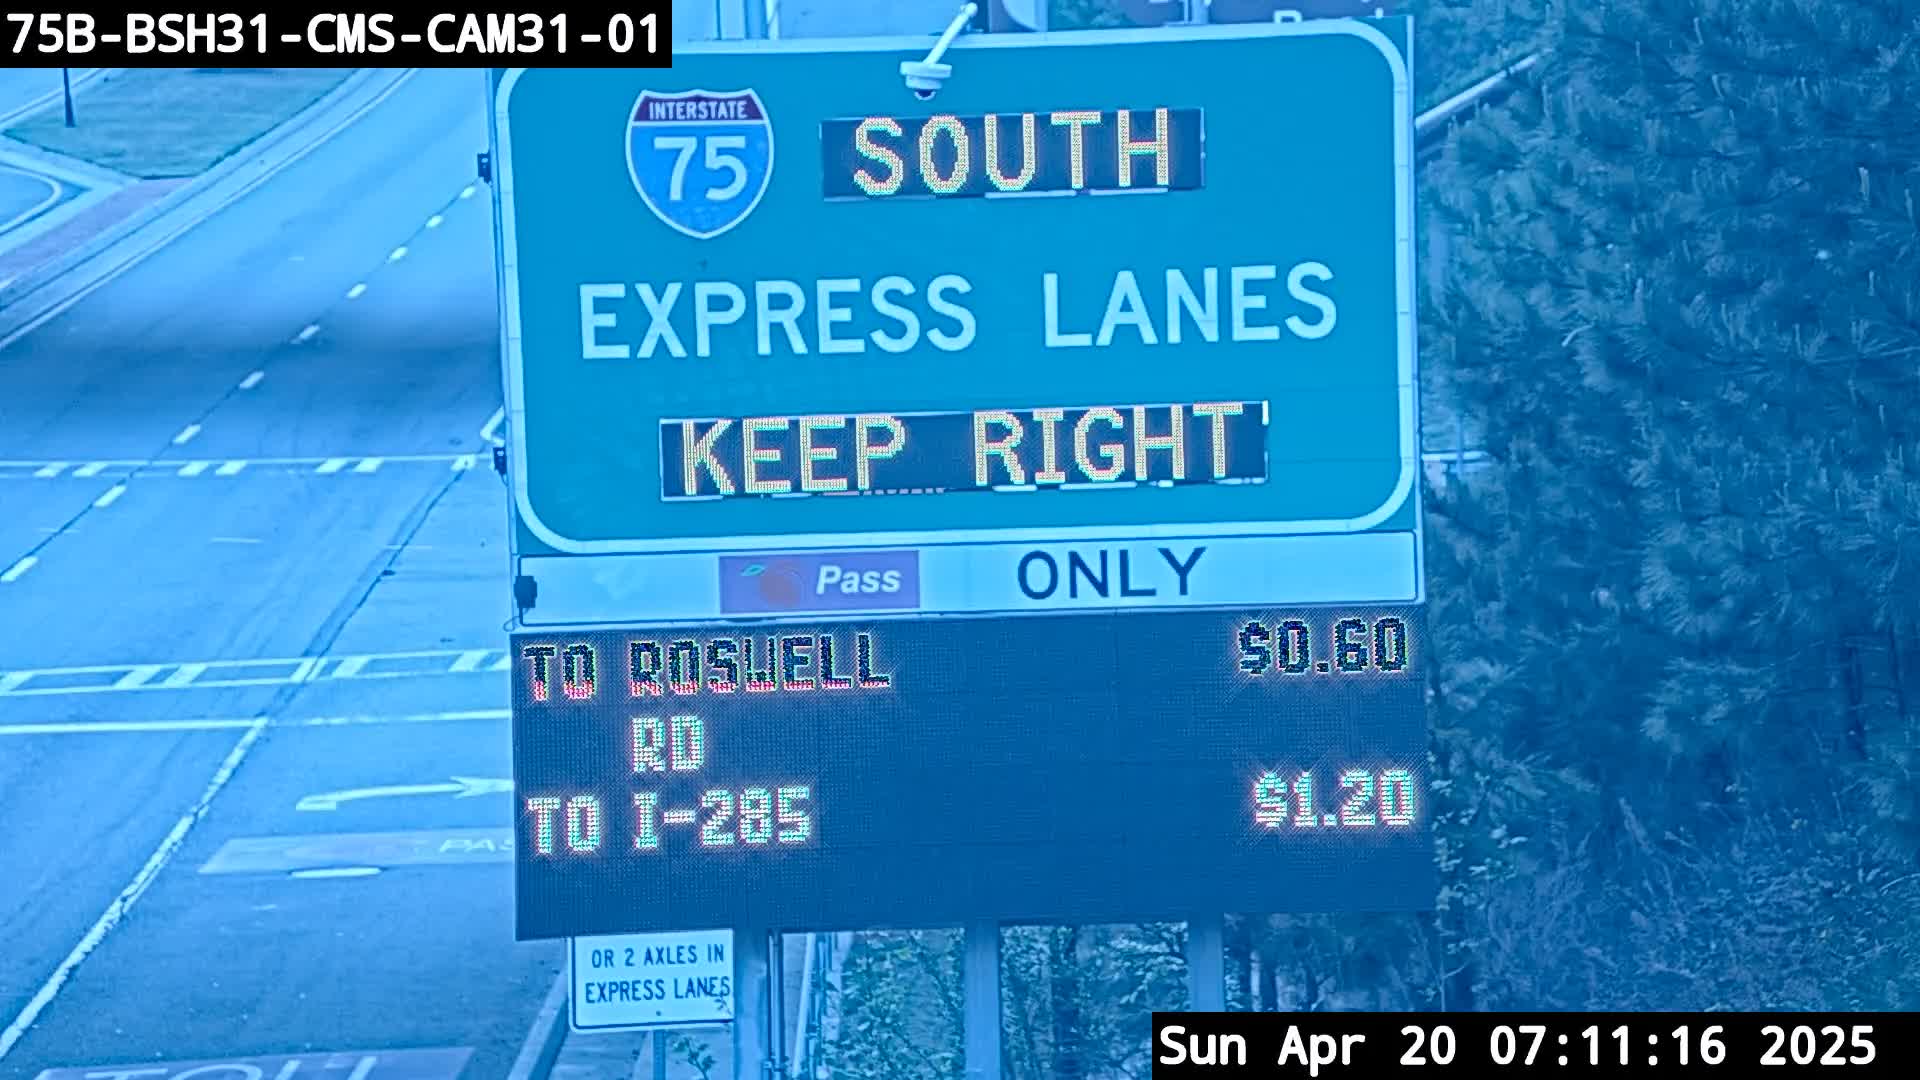 75B-BSH31-CMS-CAM31-01
INTERSTATE
75
SOUTH
EXPRESS LANES
KEEP RIGHT
Pass ONLY
TO ROSWELL $0.60
RD
TO I-285 $1.20
OR 2 AXLES IN
EXPRESS LANES
Sun Apr 20 07:11:16 2025